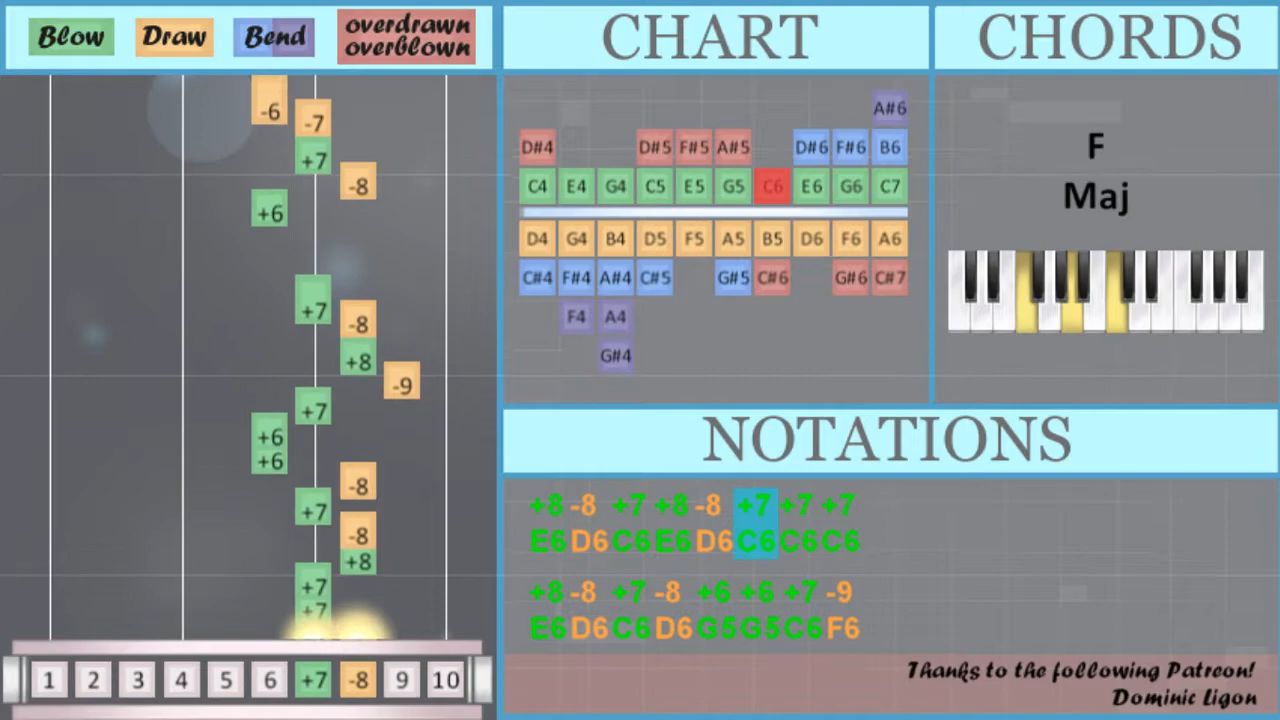 Blow Draw Bend overdrawn
overblown
CHART
CHORDS
-6
-7
+7
-8
+6
+7
-8
+8
-9
+7
+6
+6
-8
+7
-8
+8
+7
+7
1 2 3 4 5 6 +7 -8 9 10
A#6
D#4 D#5 F#5 A#5 D#6 F#6 B6
C4 E4 G4 C5 E5 G5 C6 E6 G6 C7
D4 G4 B4 D5 F5 A5 B5 D6 F6 A6
C#4 F#4 A#4 C#5 G#5 C#6 G#6 C#7
F4 A4
G#4
F
Maj
NOTATIONS
+8 -8 +7 +8 -8 +7 +7 +7
E6 D6 C6 E6 D6 C6 C6 C6
+8 -8 +7 -8 +6 +6 +7 -9
E6 D6 C6 D6 G5 G5 C6 F6
Thanks to the following Patreon!
Dominic Ligon